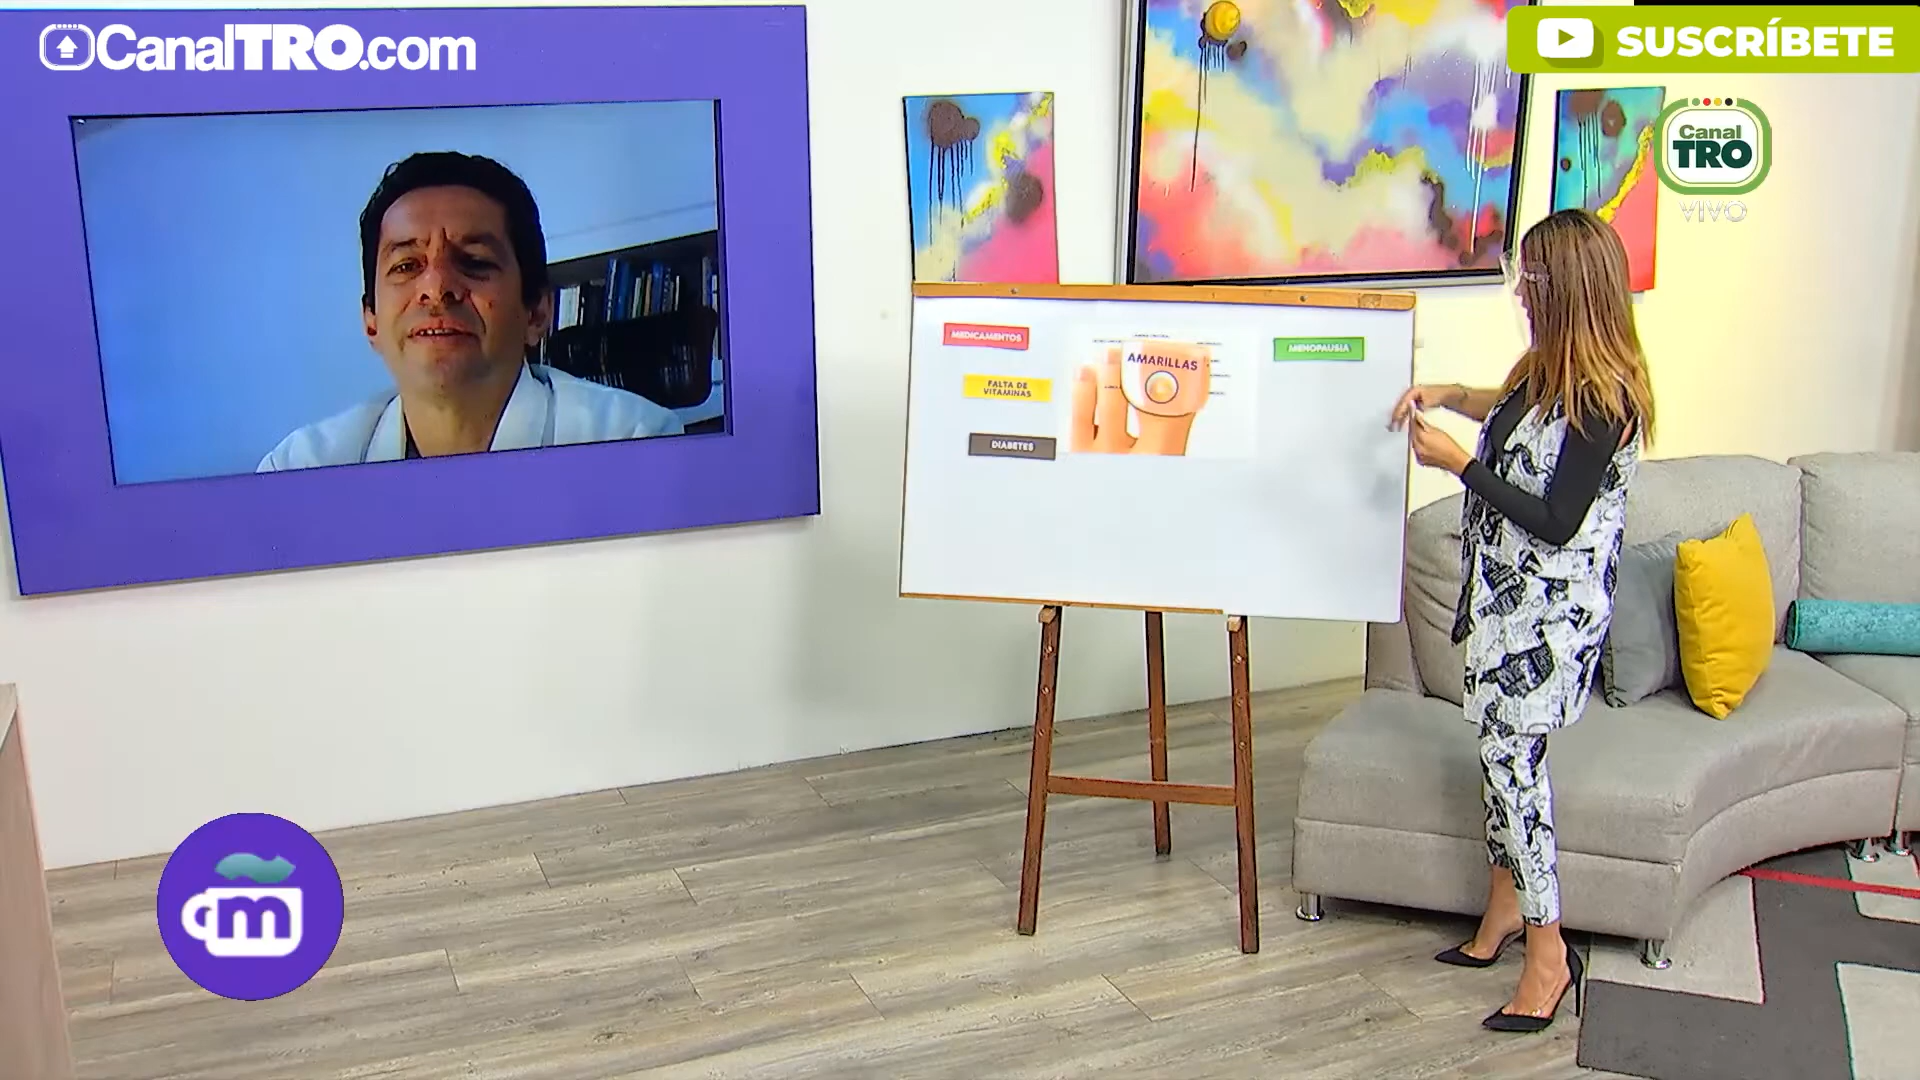 CanalTRO.com
SUSCRÍBETE
Canal
TRO
VIVO
MEDICAMENTOS
AMARILLAS
MENOPAUSIA
FALTA DE
VITAMINAS
DIABETES
m